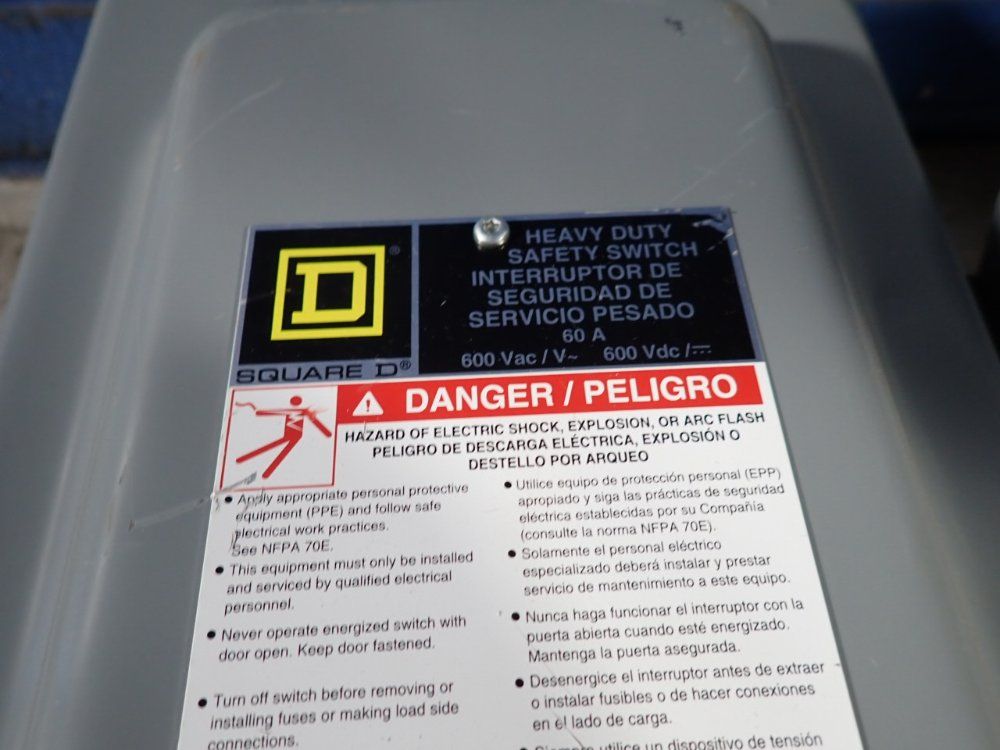 D®
SQUARE D®
HEAVY DUTY
SAFETY SWITCH
INTERRUPTOR DE
SEGURIDAD DE
SERVICIO PESADO
60 A
600 Vac / V~ 600 Vdc / ⎓
DANGER / PELIGRO
HAZARD OF ELECTRIC SHOCK, EXPLOSION, OR ARC FLASH
PELIGRO DE DESCARGA ELÉCTRICA, EXPLOSIÓN O
DESTELLO POR ARQUEO
• Apply appropriate personal protective
equipment (PPE) and follow safe
electrical work practices.
See NFPA 70E.
• This equipment must only be installed
and serviced by qualified electrical
personnel.
• Never operate energized switch with
door open. Keep door fastened.
• Turn off switch before removing or
installing fuses or making load side
connections.
• Utilice equipo de protección personal (EPP)
apropiado y siga las prácticas de seguridad
eléctrica establecidas por su Compañía
(consulte la norma NFPA 70E).
• Solamente el personal eléctrico
especializado deberá instalar y prestar
servicio de mantenimiento a este equipo.
• Nunca haga funcionar el interruptor con la
puerta abierta cuando esté energizado.
Mantenga la puerta asegurada.
• Desenergice el interruptor antes de extraer
o instalar fusibles o de hacer conexiones
en el lado de carga.
• Siempre utilice un dispositivo de tensión